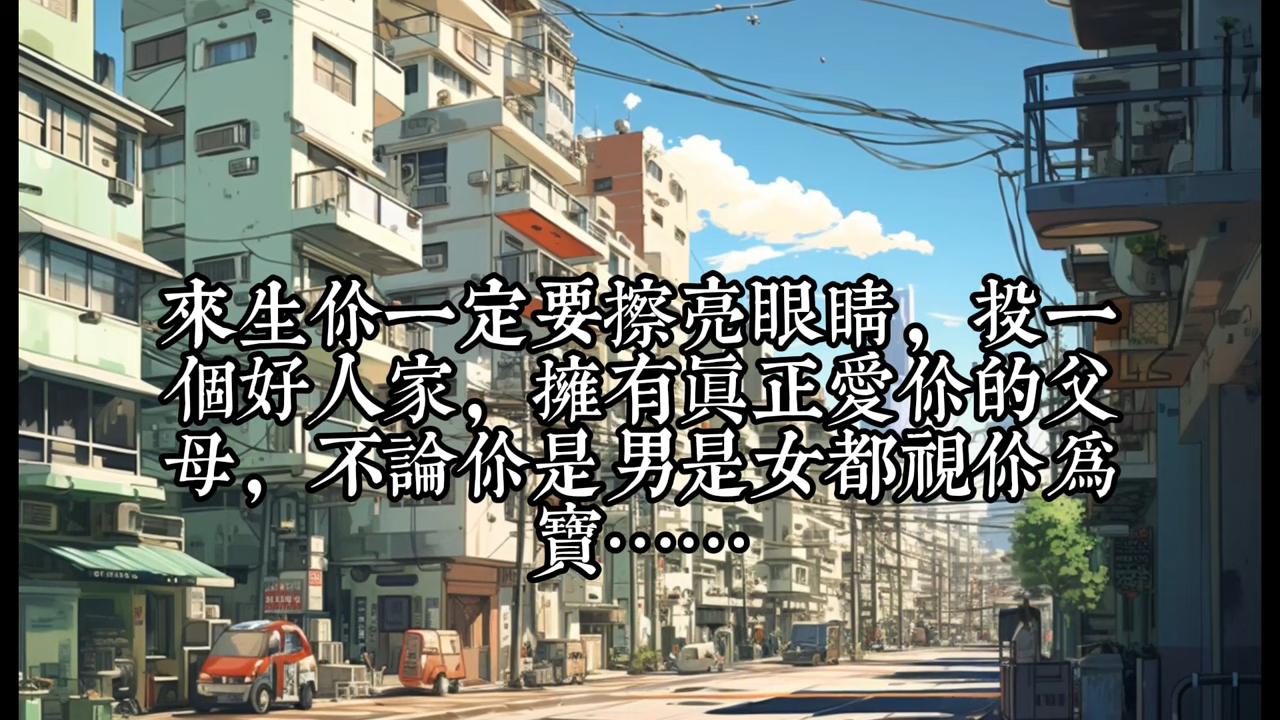 來生你一定要擦亮眼睛，投一
個好人家，擁有眞正愛你的父
母，不論你是男是女都視你爲
寶……